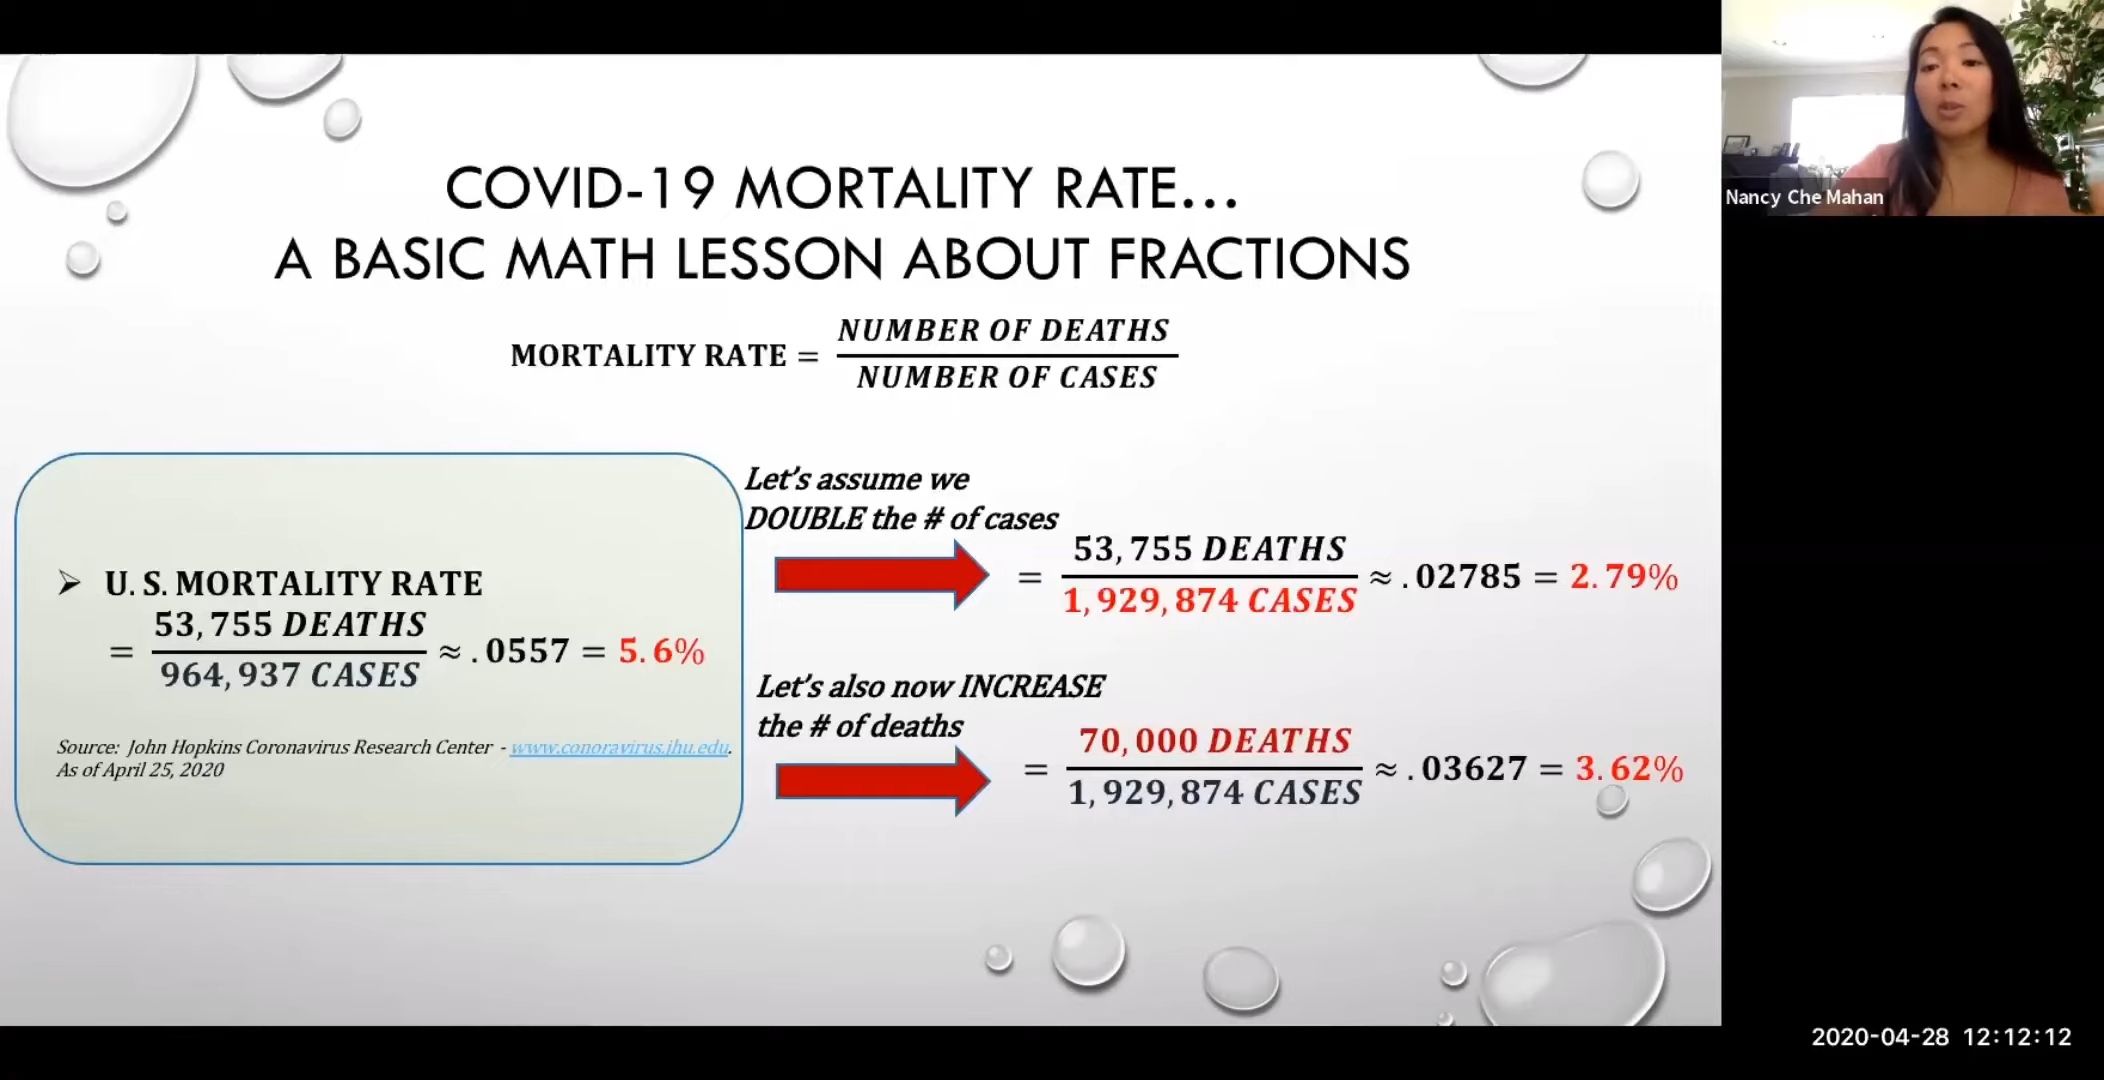 COVID-19 MORTALITY RATE...
A BASIC MATH LESSON ABOUT FRACTIONS
MORTALITY RATE = NUMBER OF DEATHS
NUMBER OF CASES
Nancy Che Mahan
➢ U. S. MORTALITY RATE
53,755 DEATHS
= ≈ .0557 = 5.6%
964,937 CASES
Source: John Hopkins Coronavirus Research Center - www.conoravirus.jhu.edu.
As of April 25, 2020
Let's assume we
DOUBLE the # of cases
53,755 DEATHS
= ≈ .02785 = 2.79%
1,929,874 CASES
Let's also now INCREASE
the # of deaths
70,000 DEATHS
= ≈ .03627 = 3.62%
1,929,874 CASES
2020-04-28 12:12:12